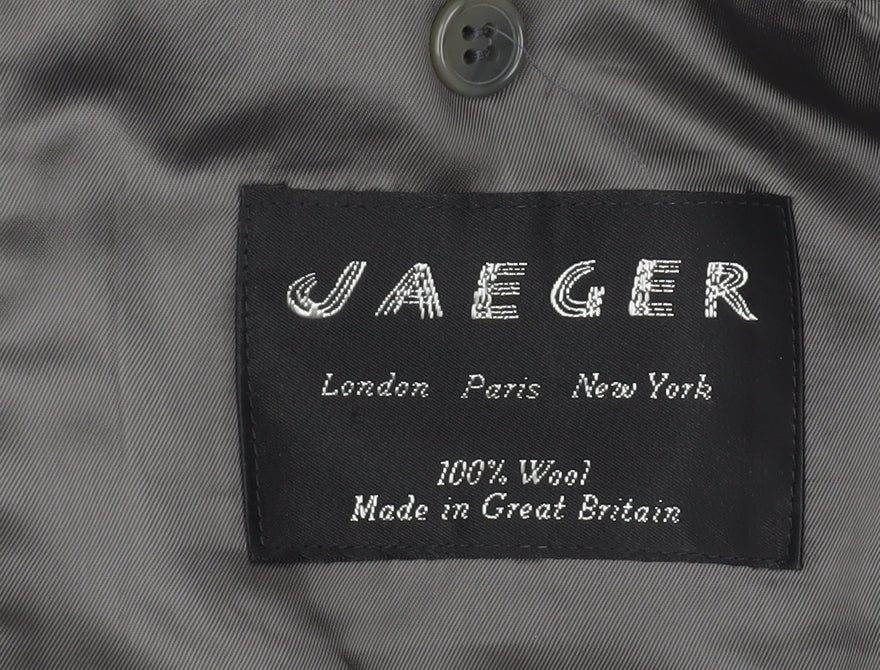 JAEGER
London Paris New York
100% Wool
Made in Great Britain